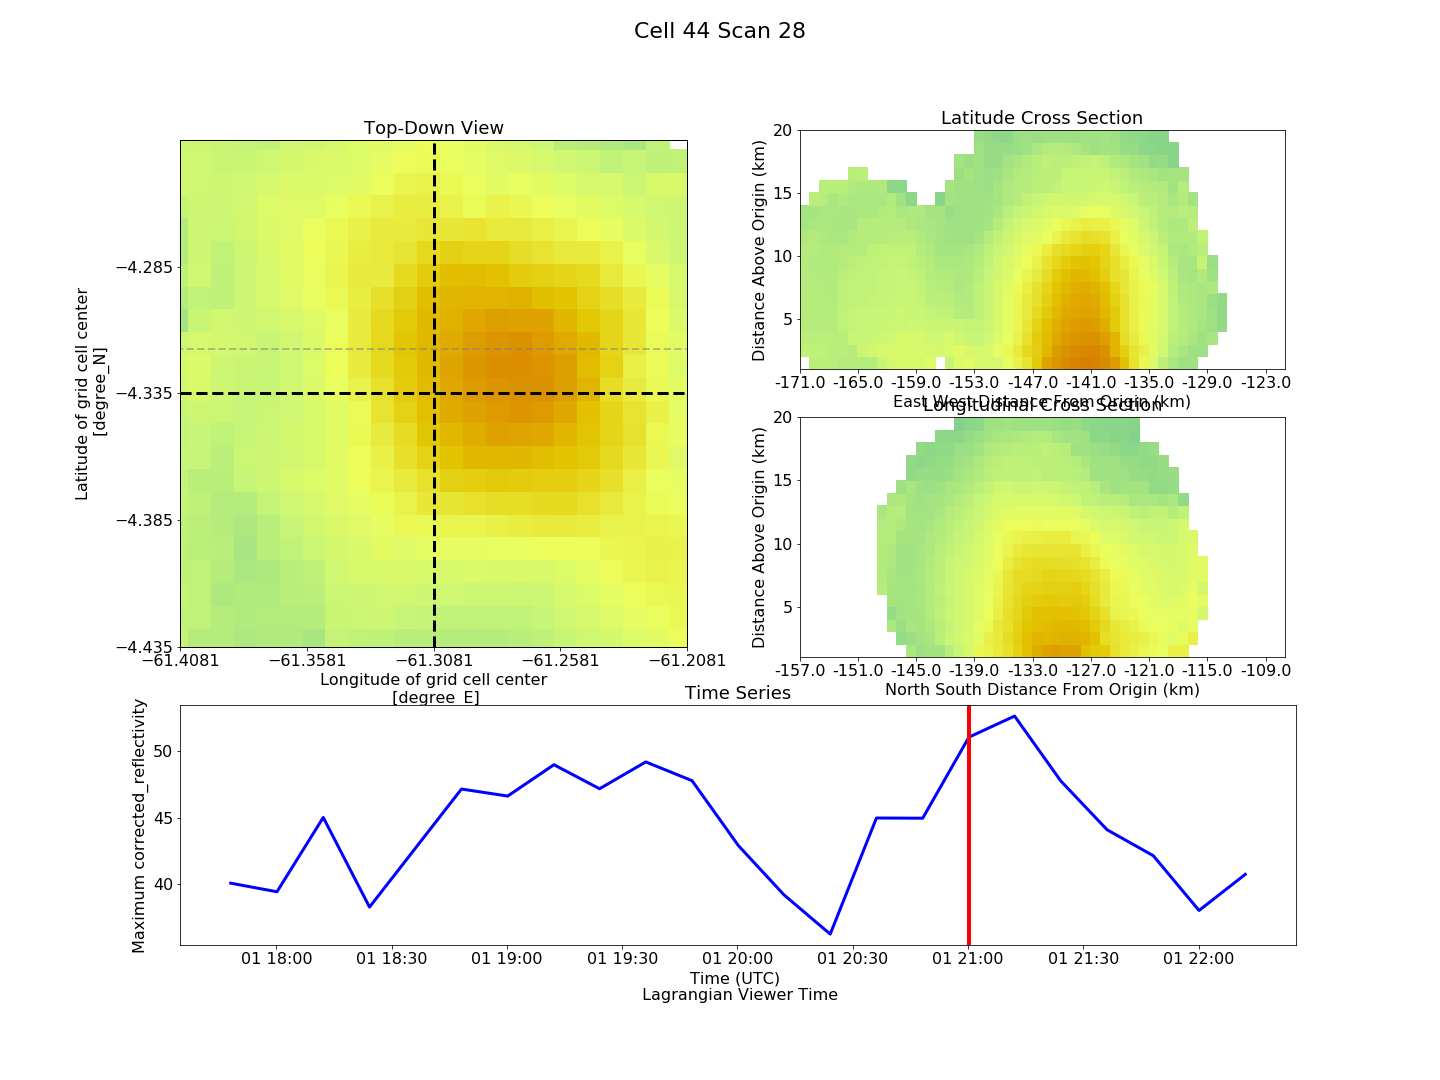 Cell 44 Scan 28
Top-Down View
−4.285
−4.335
−4.385
−4.435
Latitude of grid cell center
[degree_N]
−61.4081 −61.3581 −61.3081 −61.2581 −61.2081
Longitude of grid cell center
[degree_E]
Latitude Cross Section
20
15
10
5
Distance Above Origin (km)
-171.0 -165.0 -159.0 -153.0 -147.0 -141.0 -135.0 -129.0 -123.0
East West Distance From Origin (km)
Longitudinal Cross Section
20
15
10
5
Distance Above Origin (km)
-157.0 -151.0 -145.0 -139.0 -133.0 -127.0 -121.0 -115.0 -109.0
North South Distance From Origin (km)
Time Series
50
45
40
Maximum corrected_reflectivity
01 18:00 01 18:30 01 19:00 01 19:30 01 20:00 01 20:30 01 21:00 01 21:30 01 22:00
Time (UTC)
Lagrangian Viewer Time